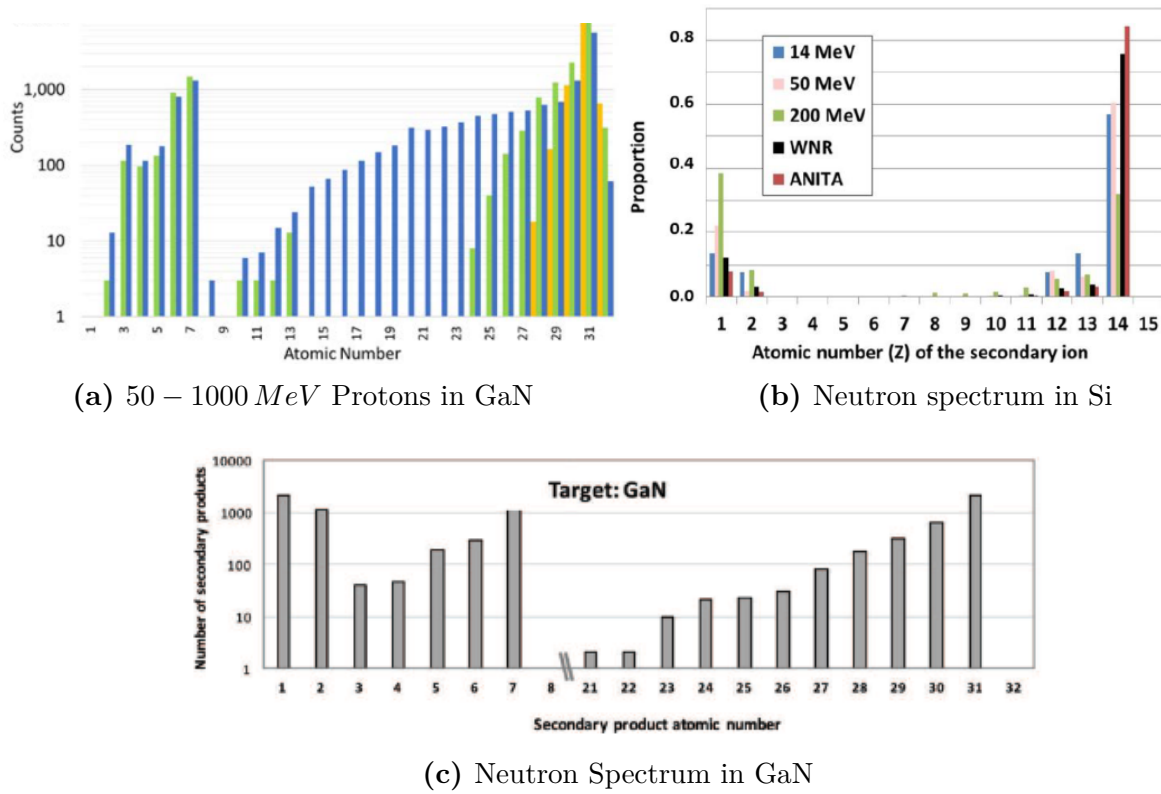 1,000
100
10
1
Counts
1 3 5 7 9 11 13 15 17 19 21 23 25 27 29 31
Atomic Number
(a) 50 − 1000 MeV Protons in GaN
0.8
0.6
0.4
0.2
0.0
Proportion
14 MeV
50 MeV
200 MeV
WNR
ANITA
1 2 3 4 5 6 7 8 9 10 11 12 13 14 15
Atomic number (Z) of the secondary ion
(b) Neutron spectrum in Si
10000
1000
100
10
1
Number of secondary products
Target: GaN
1 2 3 4 5 6 7 8 21 22 23 24 25 26 27 28 29 30 31 32
Secondary product atomic number
(c) Neutron Spectrum in GaN